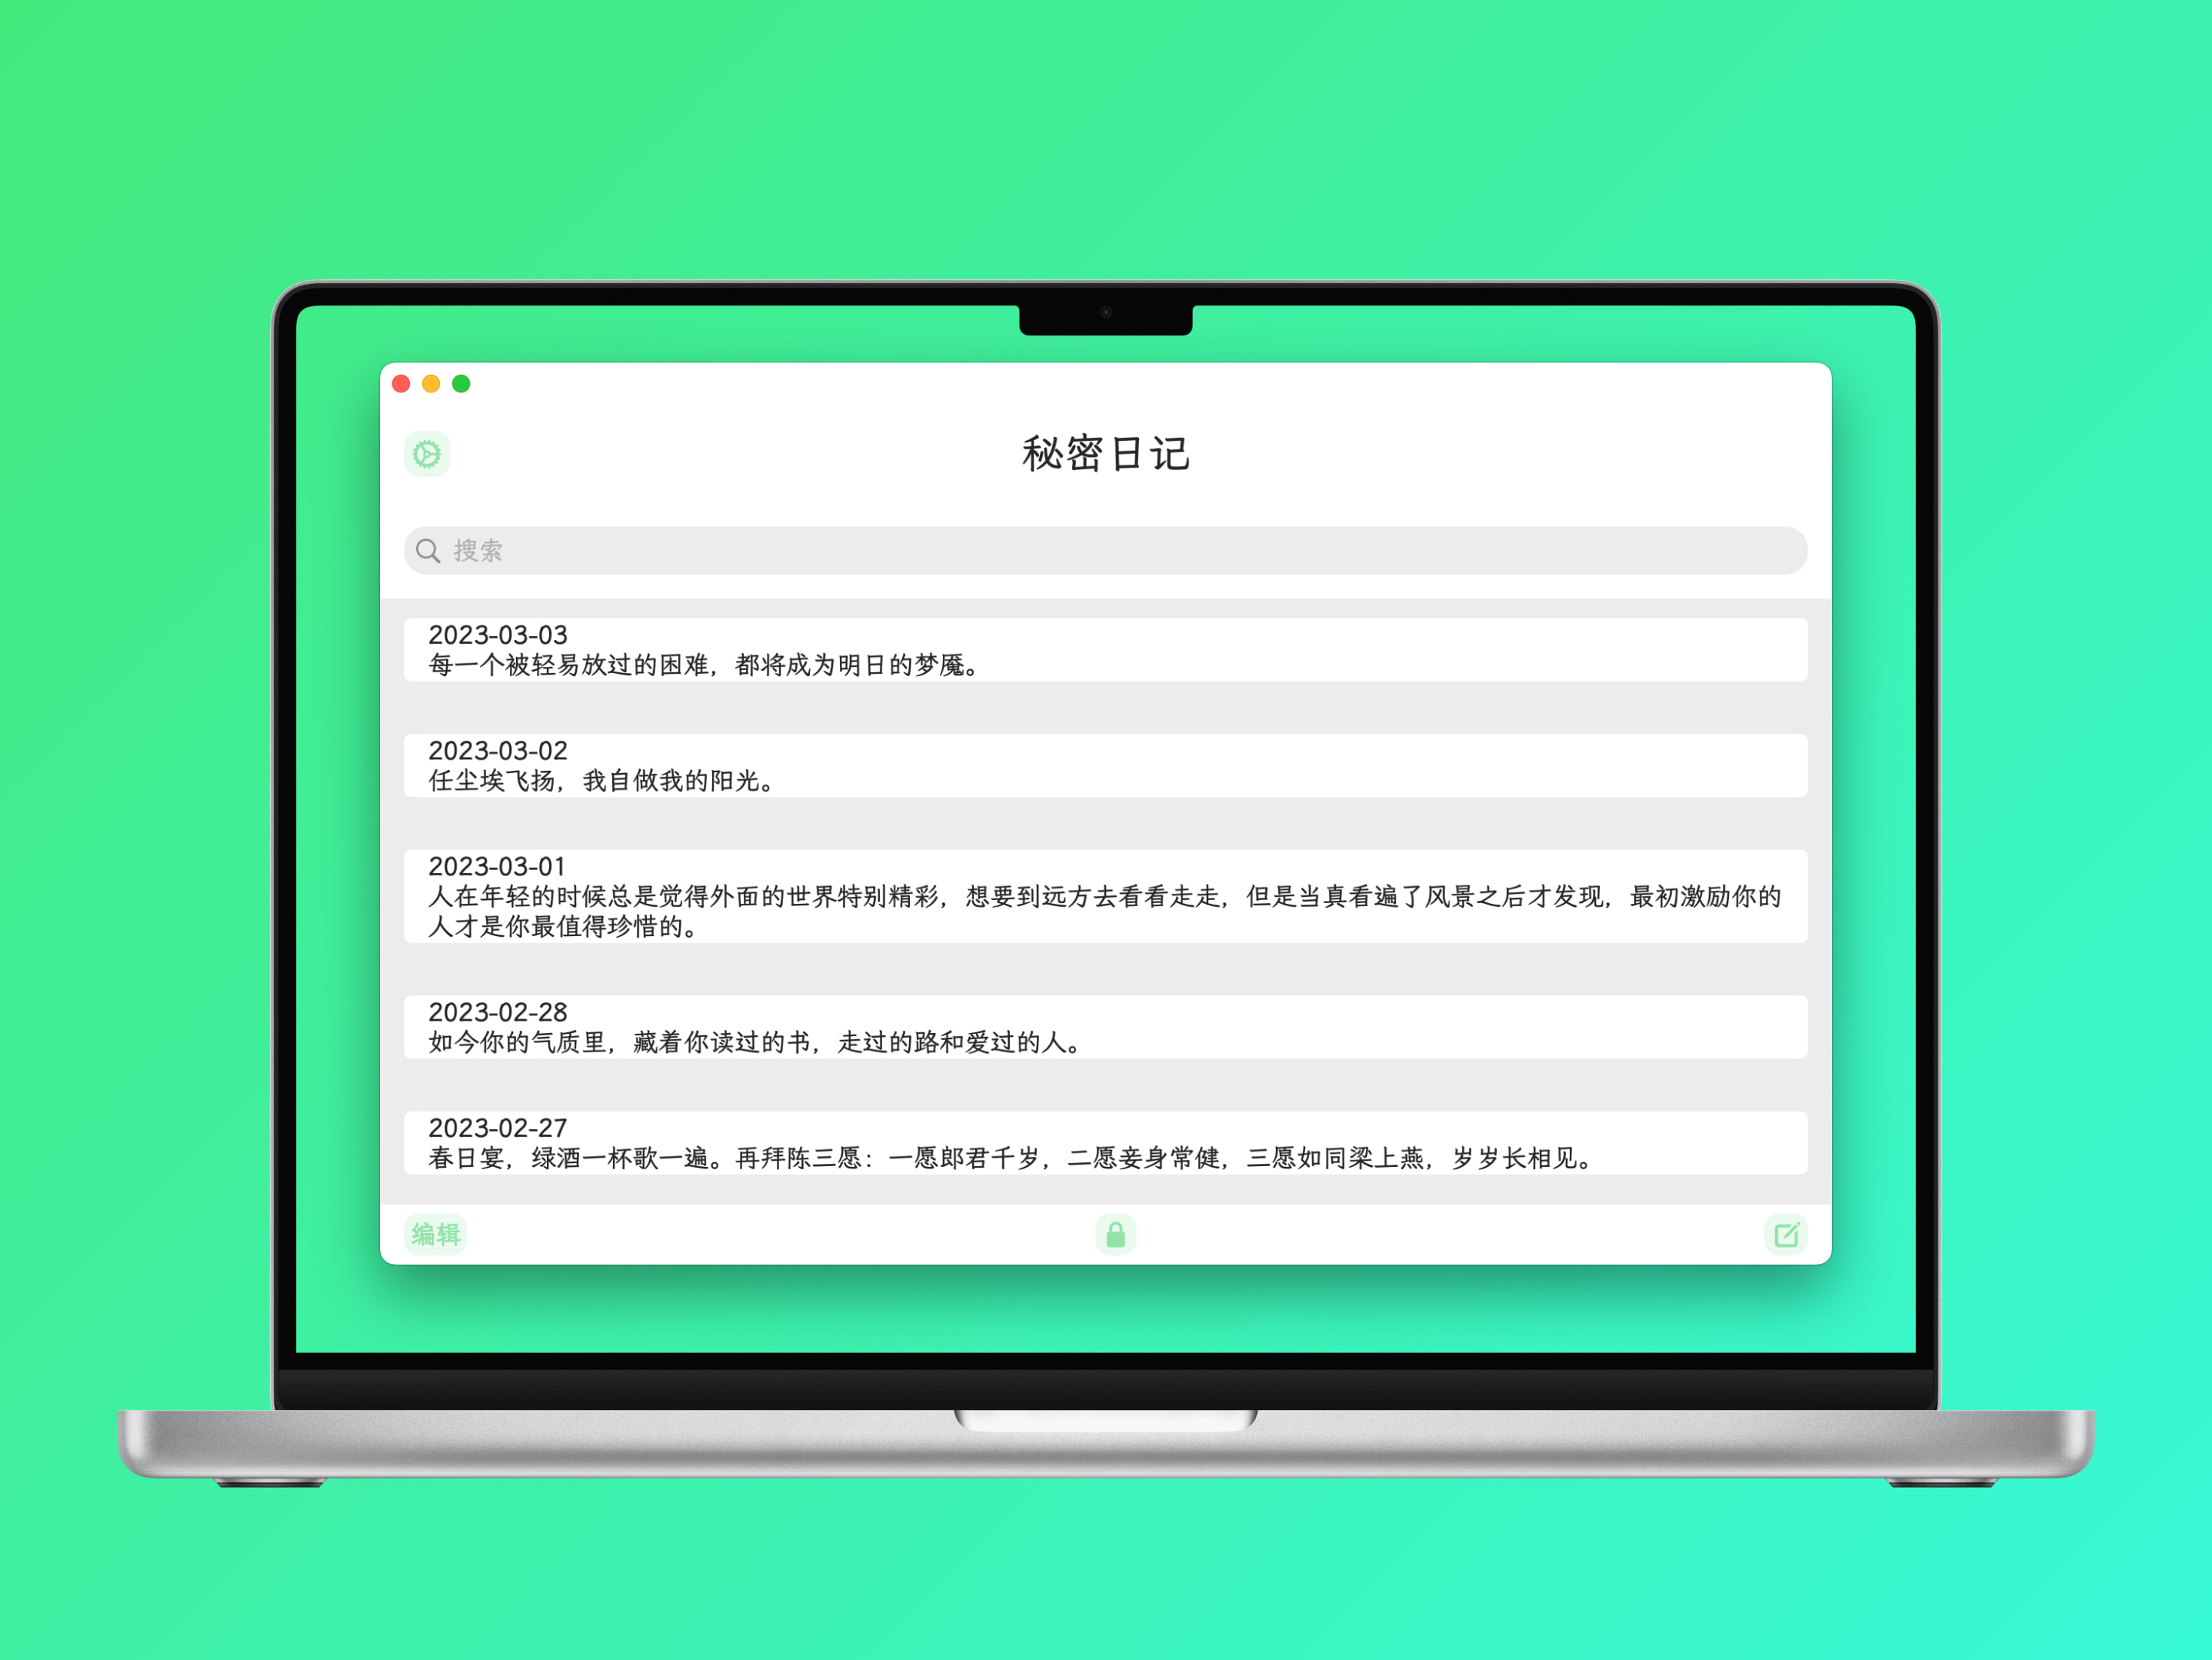 秘密日记
搜索
2023-03-03
每一个被轻易放过的困难，都将成为明日的梦魇。
2023-03-02
任尘埃飞扬，我自做我的阳光。
2023-03-01
人在年轻的时候总是觉得外面的世界特别精彩，想要到远方去看看走走，但是当真看遍了风景之后才发现，最初激励你的
人才是你最值得珍惜的。
2023-02-28
如今你的气质里，藏着你读过的书，走过的路和爱过的人。
2023-02-27
春日宴，绿酒一杯歌一遍。再拜陈三愿：一愿郎君千岁，二愿妾身常健，三愿如同梁上燕，岁岁长相见。
编辑